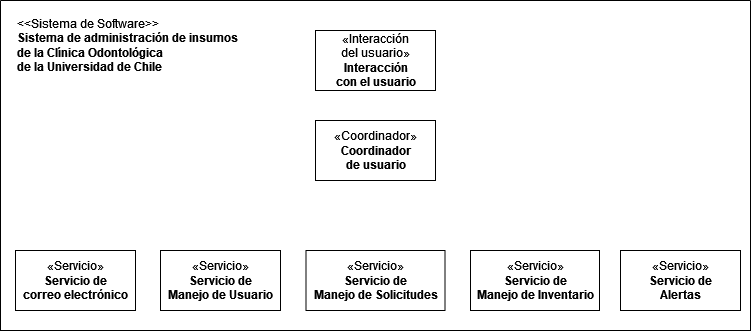 <<Sistema de Software>>
Sistema de administración de insumos
de la Clínica Odontológica
de la Universidad de Chile
«Interacción
del usuario»
Interacción
con el usuario
«Coordinador»
Coordinador
de usuario
«Servicio»
Servicio de
correo electrónico
«Servicio»
Servicio de
Manejo de Usuario
«Servicio»
Servicio de
Manejo de Solicitudes
«Servicio»
Servicio de
Manejo de Inventario
«Servicio»
Servicio de
Alertas